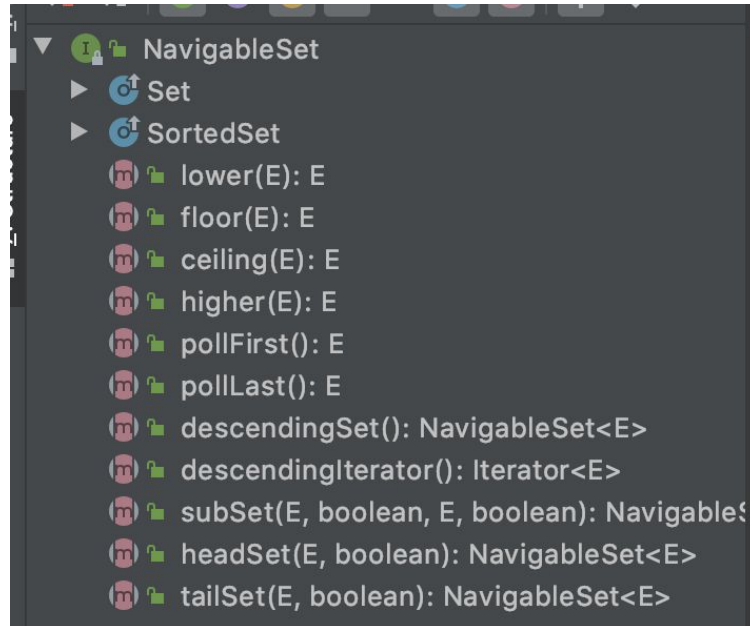 NavigableSet
Set
SortedSet
lower(E): E
floor(E): E
ceiling(E): E
higher(E): E
pollFirst(): E
pollLast(): E
descendingSet(): NavigableSet<E>
descendingIterator(): Iterator<E>
subSet(E, boolean, E, boolean): Navigable
headSet(E, boolean): NavigableSet<E>
tailSet(E, boolean): NavigableSet<E>